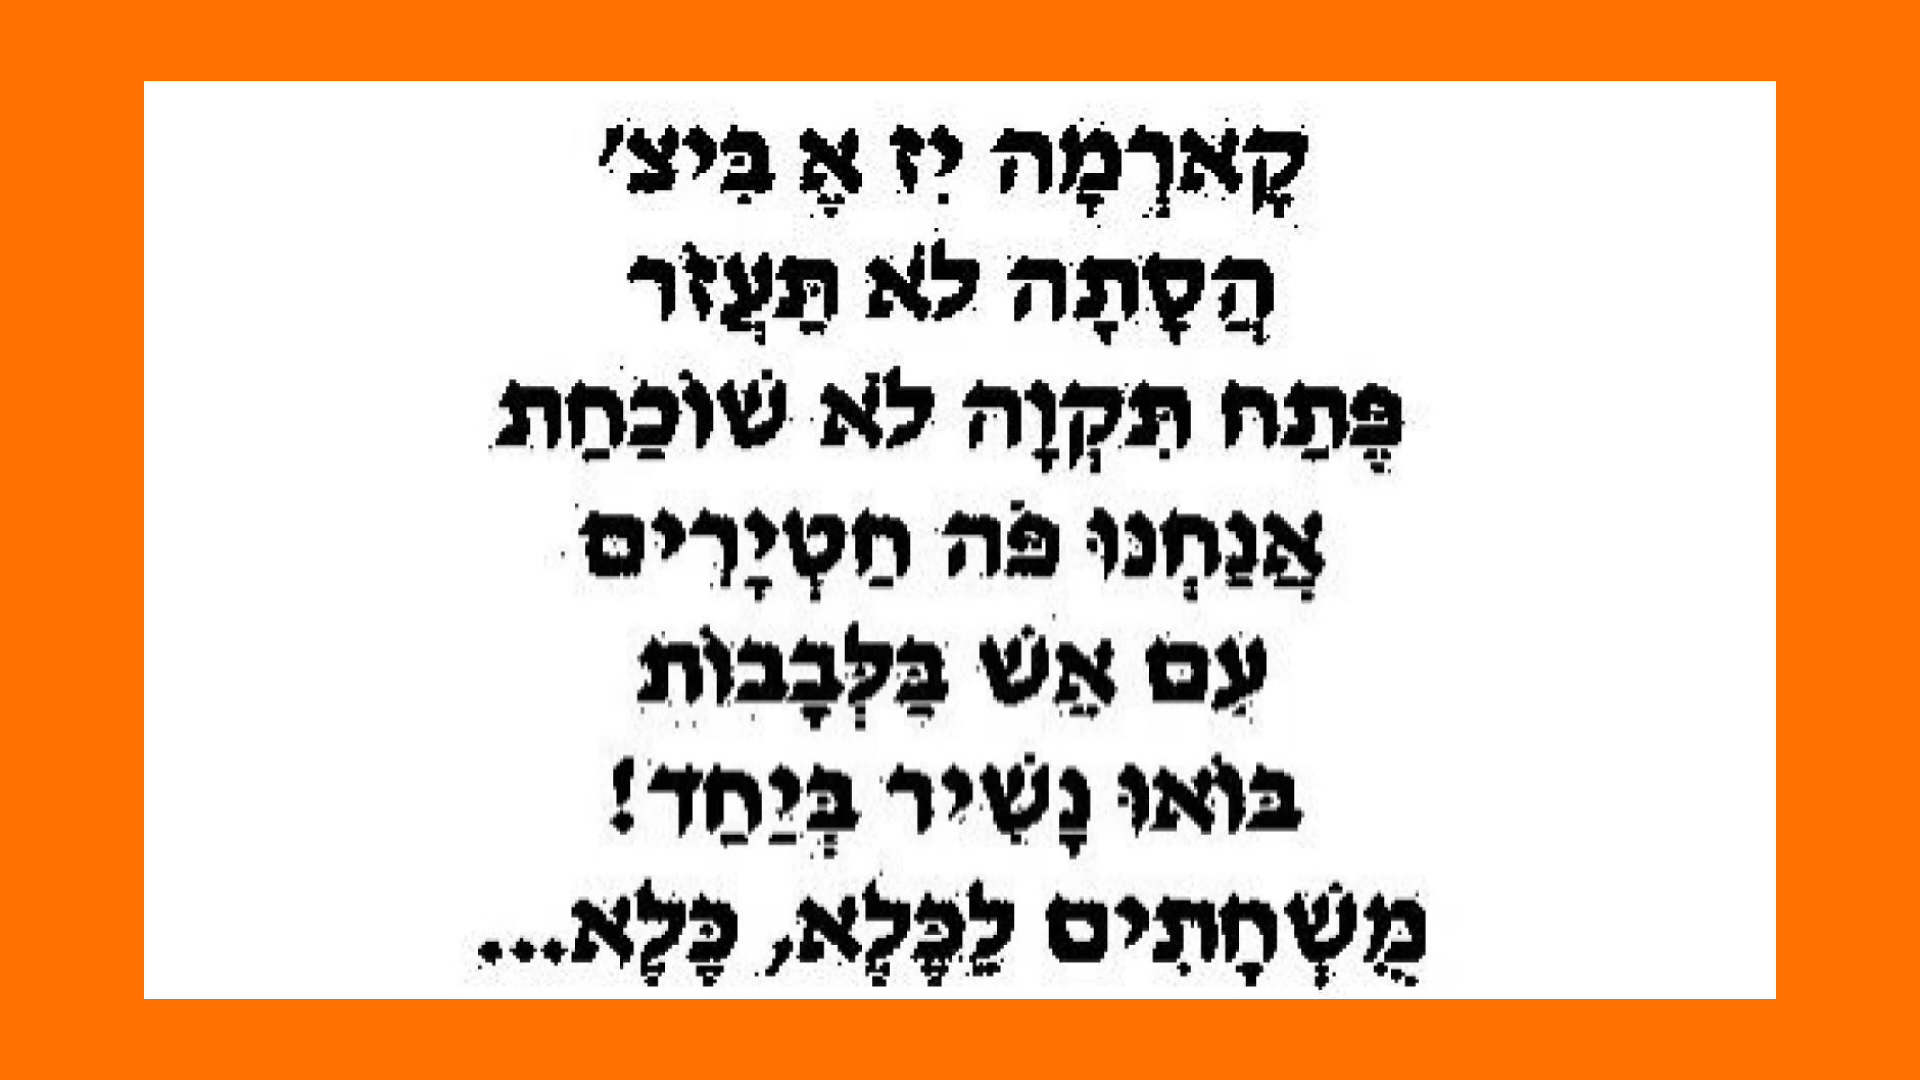 קָארְמָה יִז אֶ בִּיצ'
הֲסָתָה לֹא תַּעֲזֹר
פֶּתַח תִּקְוָה לֹא שׁוֹכַחַת
אֲנַחְנוּ פֹּה חַטְיָרִים
עִם אֵשׁ בַּלְּבָבוֹת
בּוֹאוּ נָשִׁיר בְּיַחַד!
מֻשְׁחָתִים לֵכֶּלֶא, כֶּלֶא...